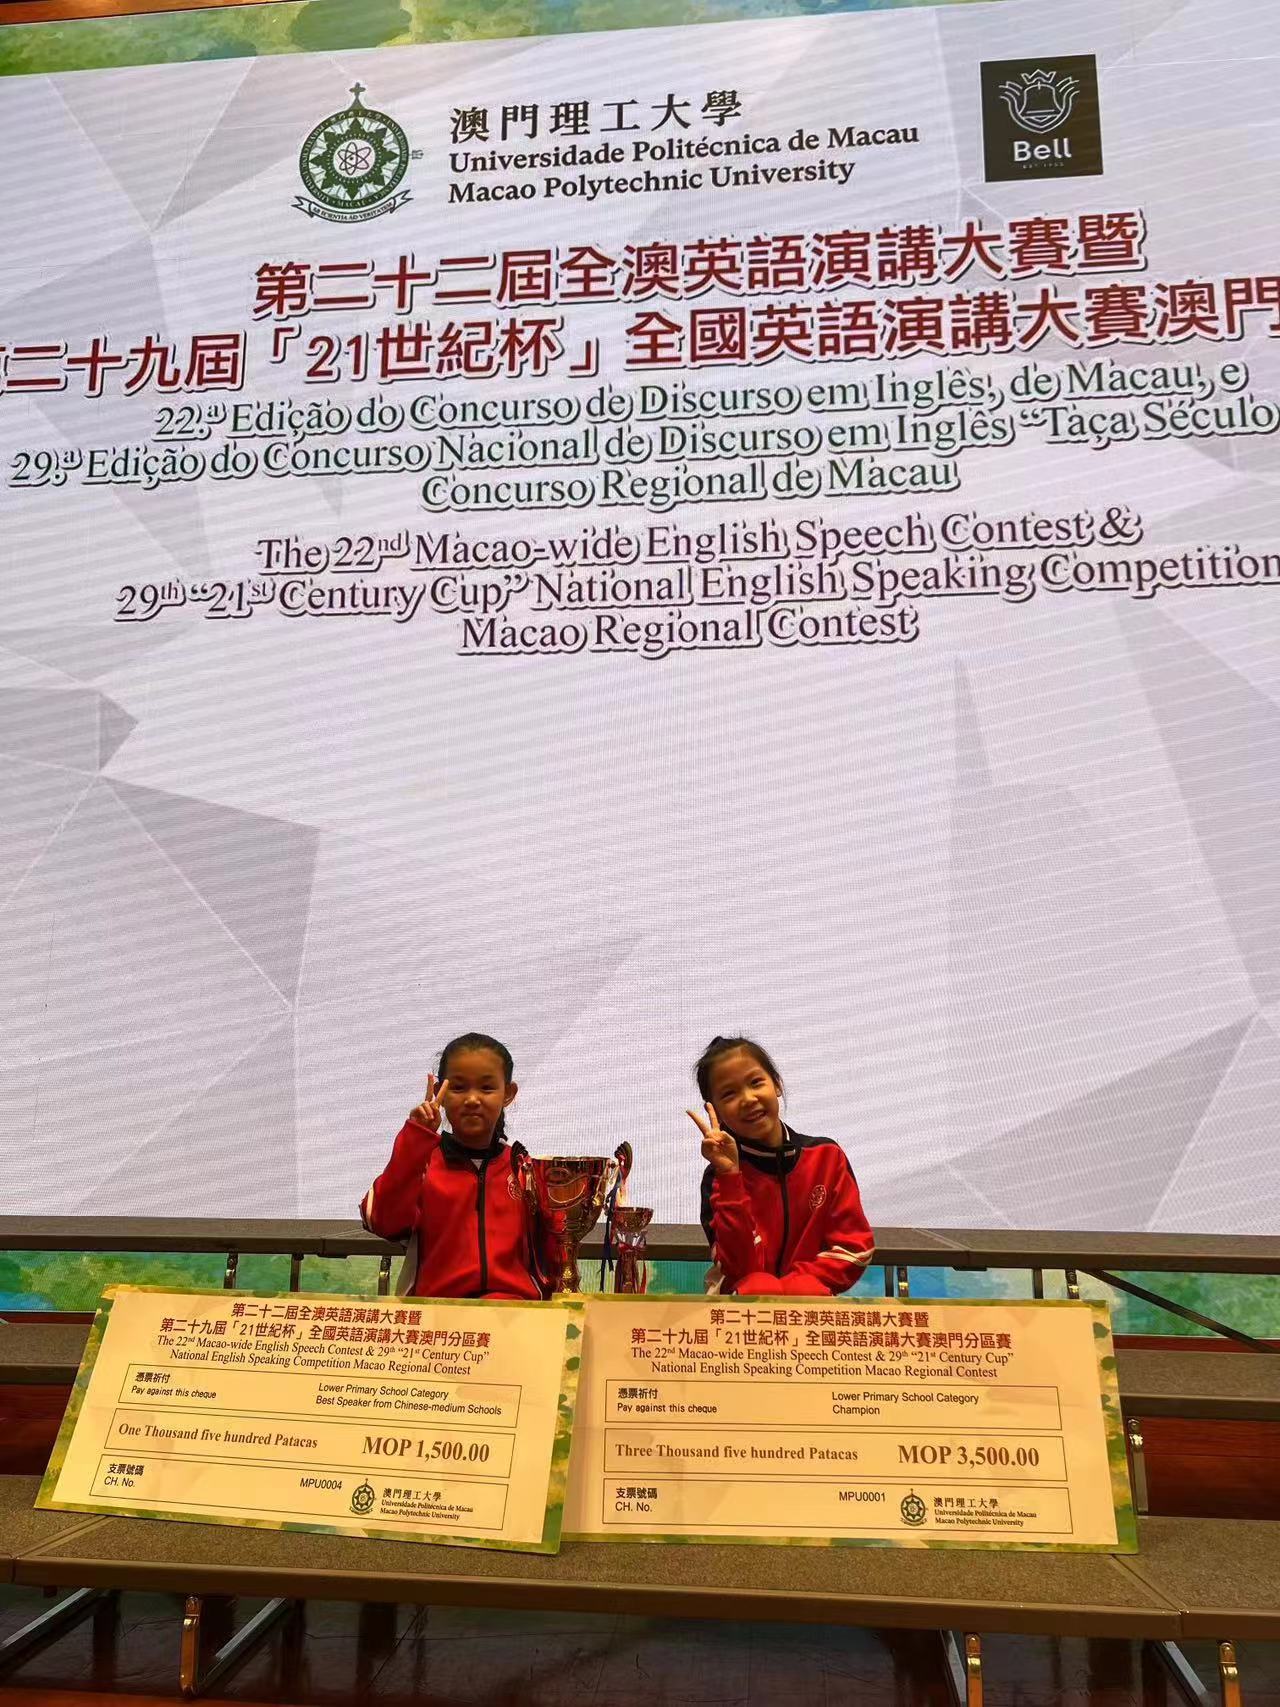 澳門理工大學
Universidade Politécnica de Macau
Macao Polytechnic University
Bell
第二十二屆全澳英語演講大賽暨
二十九屆「21世紀杯」全國英語演講大賽澳門
22.ª Edição do Concurso de Discurso em Inglês, de Macau, e
29.ª Edição do Concurso Nacional de Discurso em Inglês “Taça Século
Concurso Regional de Macau
The 22nd Macao-wide English Speech Contest &
29th “21st Century Cup” National English Speaking Competition
Macao Regional Contest
第二十二屆全澳英語演講大賽暨
第二十九屆「21世紀杯」全國英語演講大賽澳門分區賽
The 22nd Macao-wide English Speech Contest & 29th “21st Century Cup”
National English Speaking Competition Macao Regional Contest
憑票祈付
Pay against this cheque
Lower Primary School Category
Best Speaker from Chinese-medium Schools
One Thousand five hundred Patacas MOP 1,500.00
支票號碼
CH. No.
MPU0004
澳門理工大學
Universidade Politécnica de Macau
Macao Polytechnic University
第二十二屆全澳英語演講大賽暨
第二十九屆「21世紀杯」全國英語演講大賽澳門分區賽
The 22nd Macao-wide English Speech Contest & 29th “21st Century Cup”
National English Speaking Competition Macao Regional Contest
憑票祈付
Pay against this cheque
Lower Primary School Category
Champion
Three Thousand five hundred Patacas MOP 3,500.00
支票號碼
CH. No.
MPU0001
澳門理工大學
Universidade Politécnica de Macau
Macao Polytechnic University